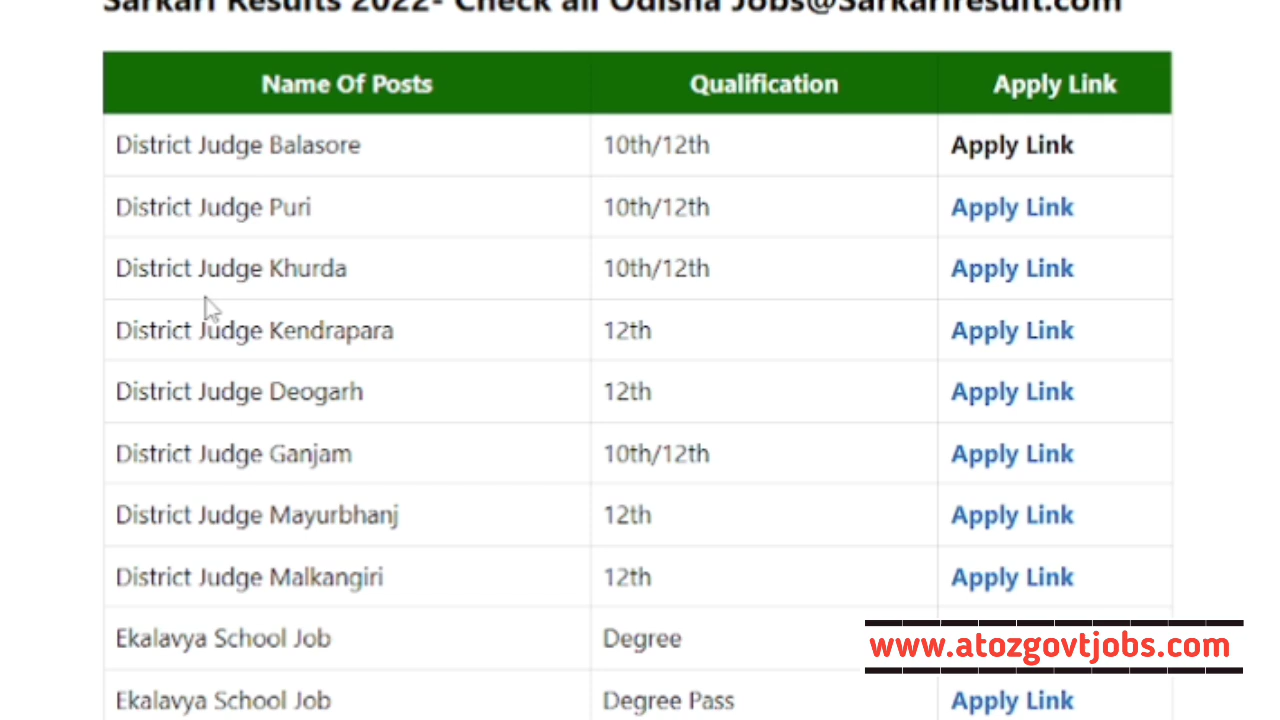 Sarkari Results 2022- Check all Odisha Jobs@Sarkariresult.com
Name Of Posts Qualification Apply Link
District Judge Balasore 10th/12th Apply Link
District Judge Puri 10th/12th Apply Link
District Judge Khurda 10th/12th Apply Link
District Judge Kendrapara 12th Apply Link
District Judge Deogarh 12th Apply Link
District Judge Ganjam 10th/12th Apply Link
District Judge Mayurbhanj 12th Apply Link
District Judge Malkangiri 12th Apply Link
Ekalavya School Job Degree
www.atozgovtjobs.com
Ekalavya School Job Degree Pass Apply Link